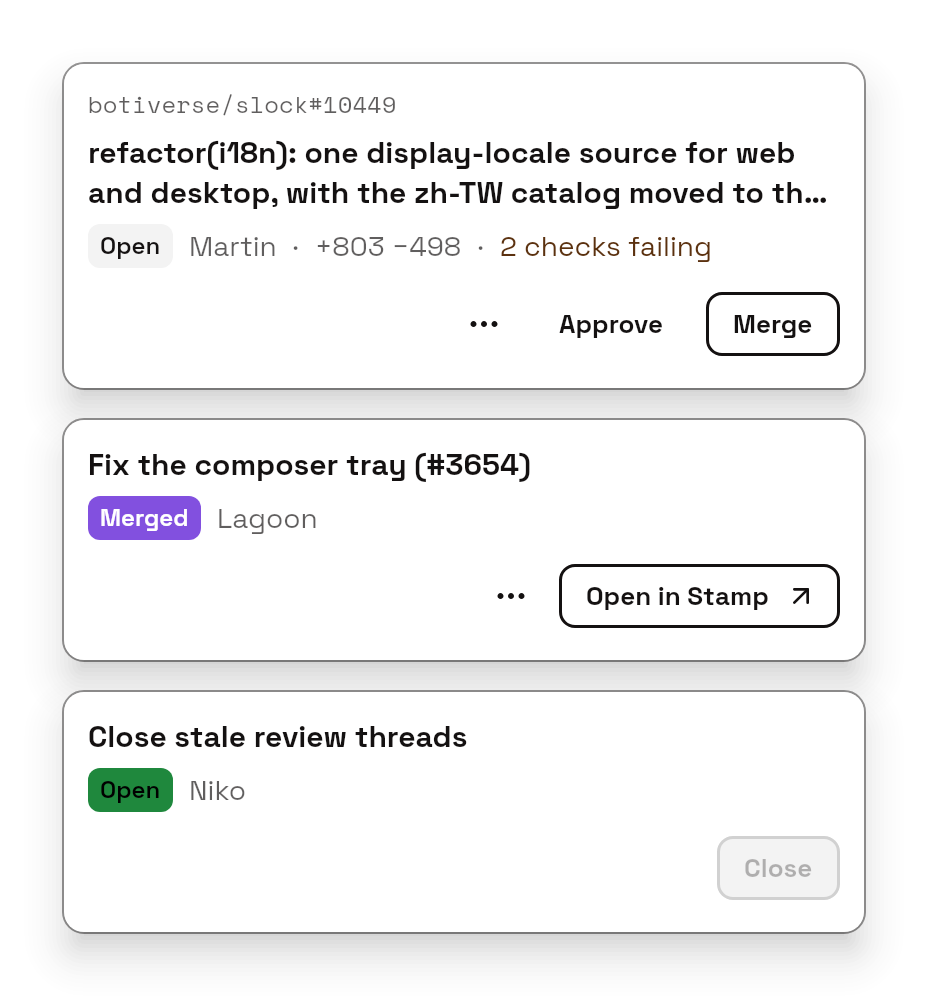 botiverse/slock#10449
refactor(i18n): one display-locale source for web
and desktop, with the zh-TW catalog moved to th...
Open Martin · +803 −498 · 2 checks failing
••• Approve Merge
Fix the composer tray (#3654)
Merged Lagoon
••• Open in Stamp ↗
Close stale review threads
Open Niko
Close